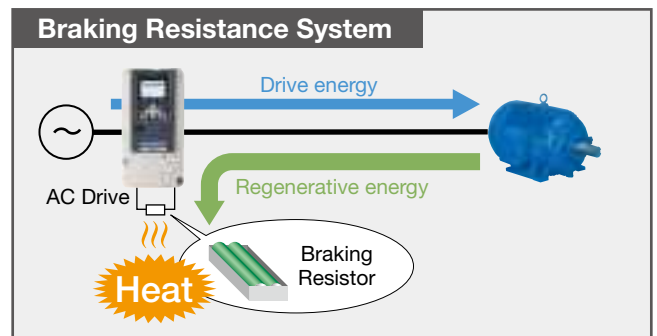 Braking Resistance System
Drive energy
Regenerative energy
AC Drive
Braking
Resistor
Heat